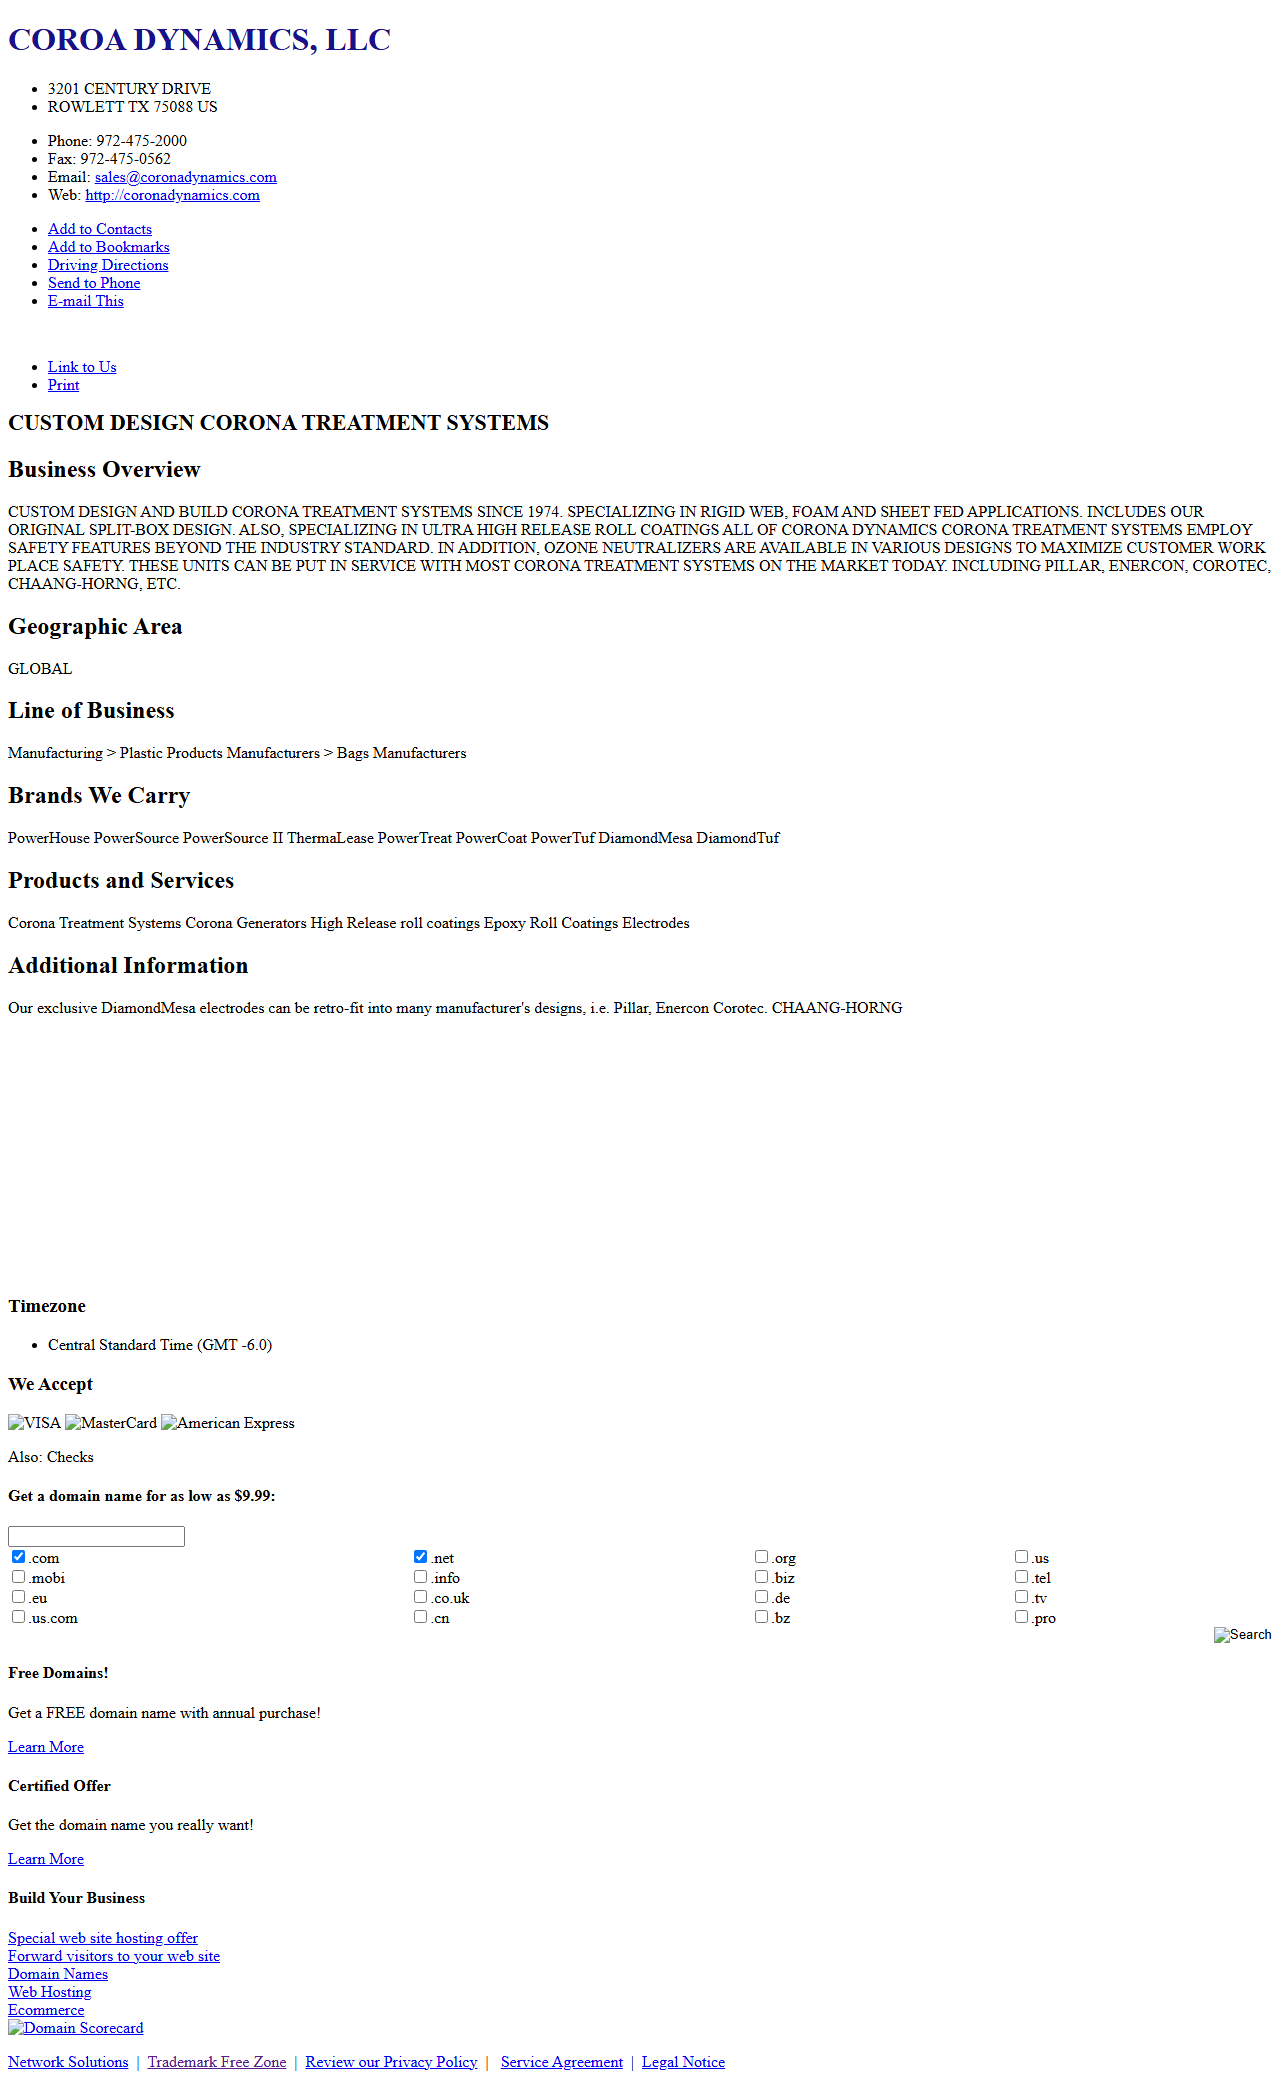 COROA DYNAMICS, LLC
3201 CENTURY DRIVE
ROWLETT TX 75088 US
Phone: 972-475-2000
Fax: 972-475-0562
Email: sales@coronadynamics.com
Web: http://coronadynamics.com
Add to Contacts
Add to Bookmarks
Driving Directions
Send to Phone
E-mail This
Link to Us
Print
CUSTOM DESIGN CORONA TREATMENT SYSTEMS
Business Overview
CUSTOM DESIGN AND BUILD CORONA TREATMENT SYSTEMS SINCE 1974. SPECIALIZING IN RIGID WEB, FOAM AND SHEET FED APPLICATIONS. INCLUDES OUR
ORIGINAL SPLIT-BOX DESIGN. ALSO, SPECIALIZING IN ULTRA HIGH RELEASE ROLL COATINGS ALL OF CORONA DYNAMICS CORONA TREATMENT SYSTEMS EMPLOY
SAFETY FEATURES BEYOND THE INDUSTRY STANDARD. IN ADDITION, OZONE NEUTRALIZERS ARE AVAILABLE IN VARIOUS DESIGNS TO MAXIMIZE CUSTOMER WORK
PLACE SAFETY. THESE UNITS CAN BE PUT IN SERVICE WITH MOST CORONA TREATMENT SYSTEMS ON THE MARKET TODAY. INCLUDING PILLAR, ENERCON, COROTEC,
CHAANG-HORNG, ETC.
Geographic Area
GLOBAL
Line of Business
Manufacturing > Plastic Products Manufacturers > Bags Manufacturers
Brands We Carry
PowerHouse PowerSource PowerSource II ThermaLease PowerTreat PowerCoat PowerTuf DiamondMesa DiamondTuf
Products and Services
Corona Treatment Systems Corona Generators High Release roll coatings Epoxy Roll Coatings Electrodes
Additional Information
Our exclusive DiamondMesa electrodes can be retro-fit into many manufacturer's designs, i.e. Pillar, Enercon Corotec. CHAANG-HORNG
Timezone
Central Standard Time (GMT -6.0)
We Accept
VISA MasterCard American Express
Also: Checks
Get a domain name for as low as $9.99:
.com .net .org .us
.mobi .info .biz .tel
.eu .co.uk .de .tv
.us.com .cn .bz .pro
Search
Free Domains!
Get a FREE domain name with annual purchase!
Learn More
Certified Offer
Get the domain name you really want!
Learn More
Build Your Business
Special web site hosting offer
Forward visitors to your web site
Domain Names
Web Hosting
Ecommerce
Domain Scorecard
Network Solutions | Trademark Free Zone | Review our Privacy Policy | Service Agreement | Legal Notice